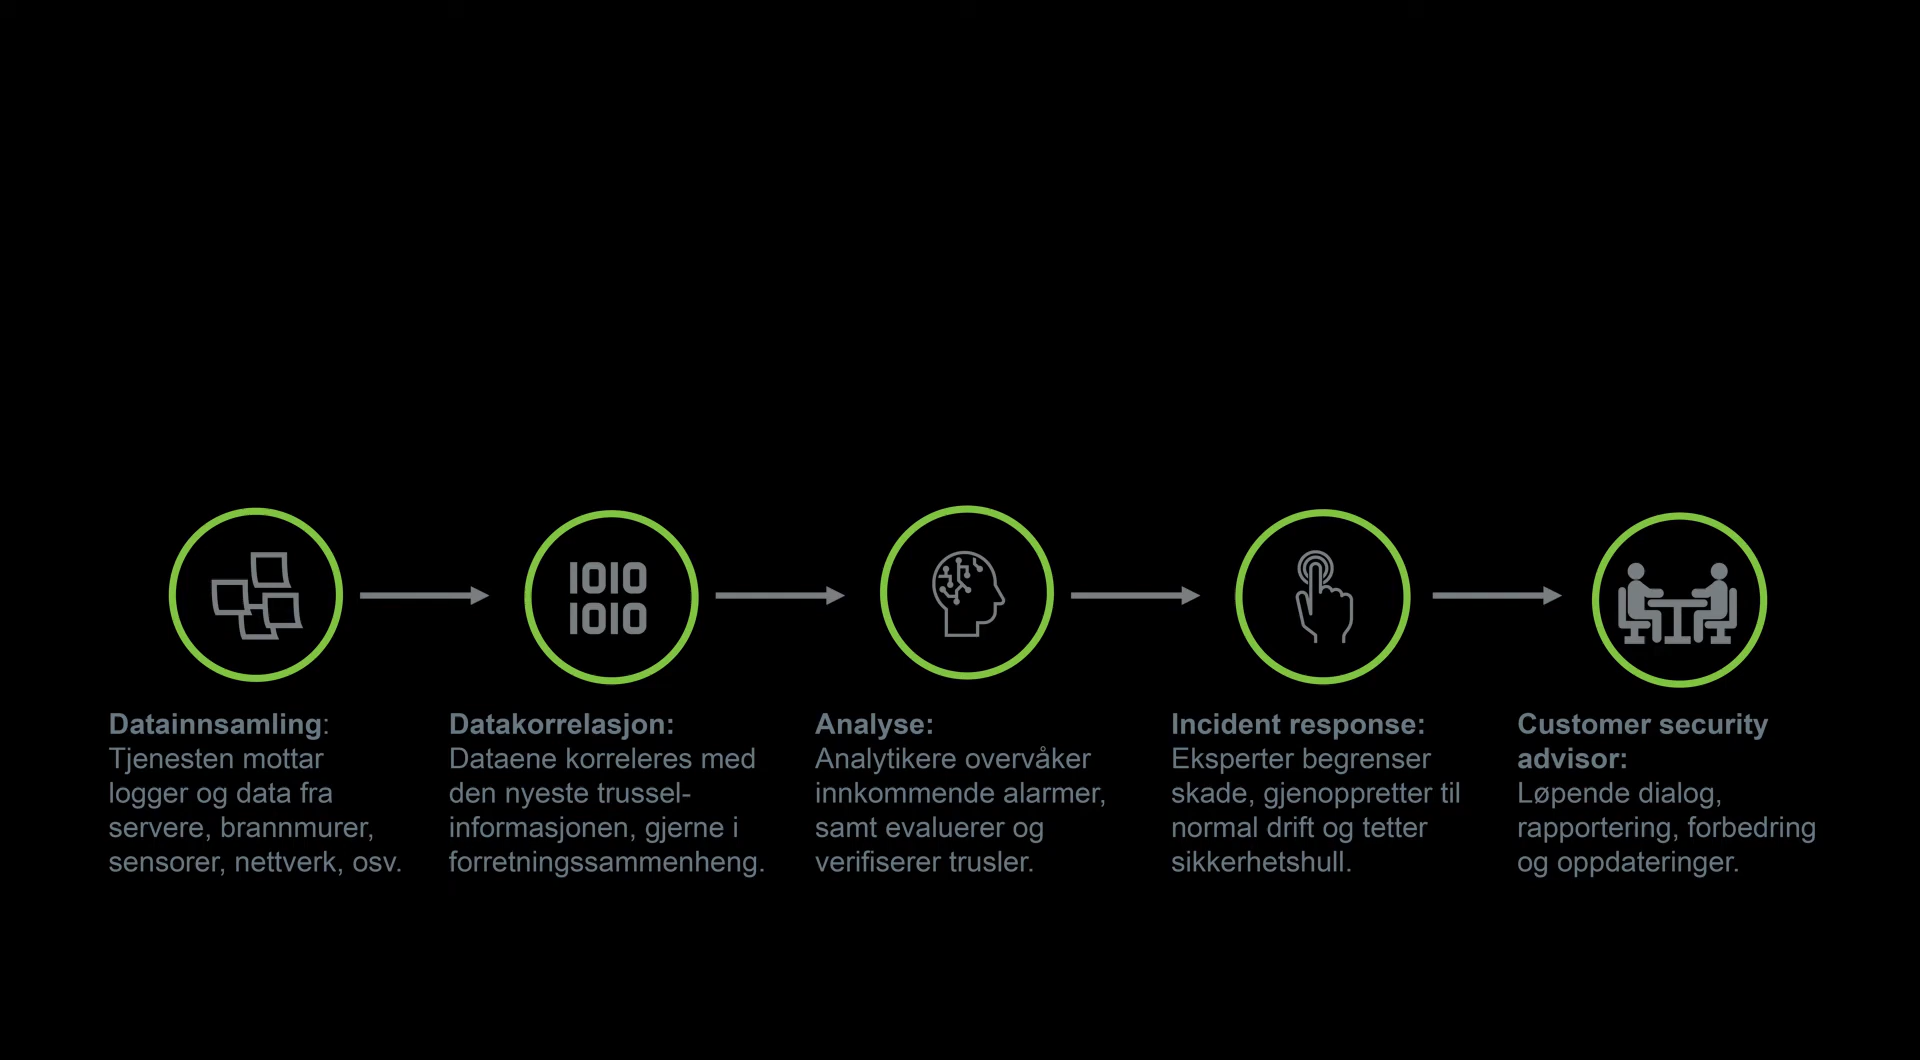 IOIO
IOIO
Datainnsamling:
Tjenesten mottar
logger og data fra
servere, brannmurer,
sensorer, nettverk, osv.
Datakorrelasjon:
Dataene korreleres med
den nyeste trussel-
informasjonen, gjerne i
forretningssammenheng.
Analyse:
Analytikere overvåker
innkommende alarmer,
samt evaluerer og
verifiserer trusler.
Incident response:
Eksperter begrenser
skade, gjenoppretter til
normal drift og tetter
sikkerhetshull.
Customer security
advisor:
Løpende dialog,
rapportering, forbedring
og oppdateringer.